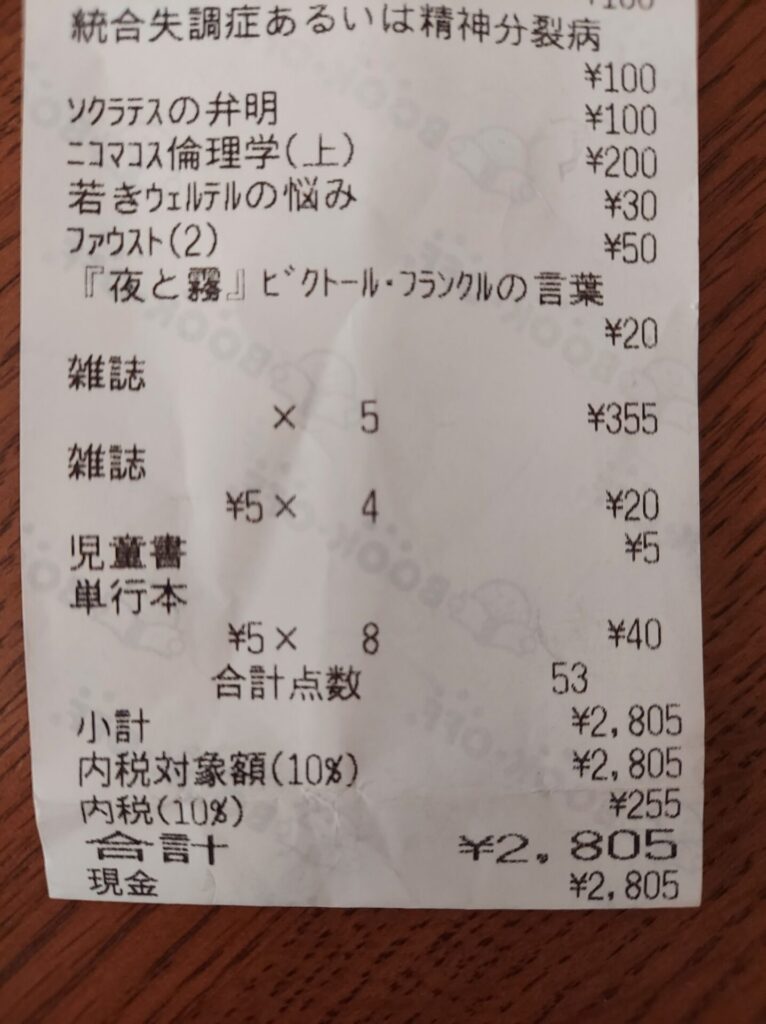 ¥100
統合失調症あるいは精神分裂病
¥100
ソクラテスの弁明 ¥100
ニコマコス倫理学(上) ¥200
若きウェルテルの悩み ¥30
ファウスト(2) ¥50
『夜と霧』ビクトール・フランクルの言葉
¥20
雑誌
× 5 ¥355
雑誌
¥5× 4 ¥20
児童書 ¥5
単行本
¥5× 8 ¥40
合計点数 53
小計 ¥2,805
内税対象額(10%) ¥2,805
内税(10%) ¥255
合計 ¥2,805
現金 ¥2,805